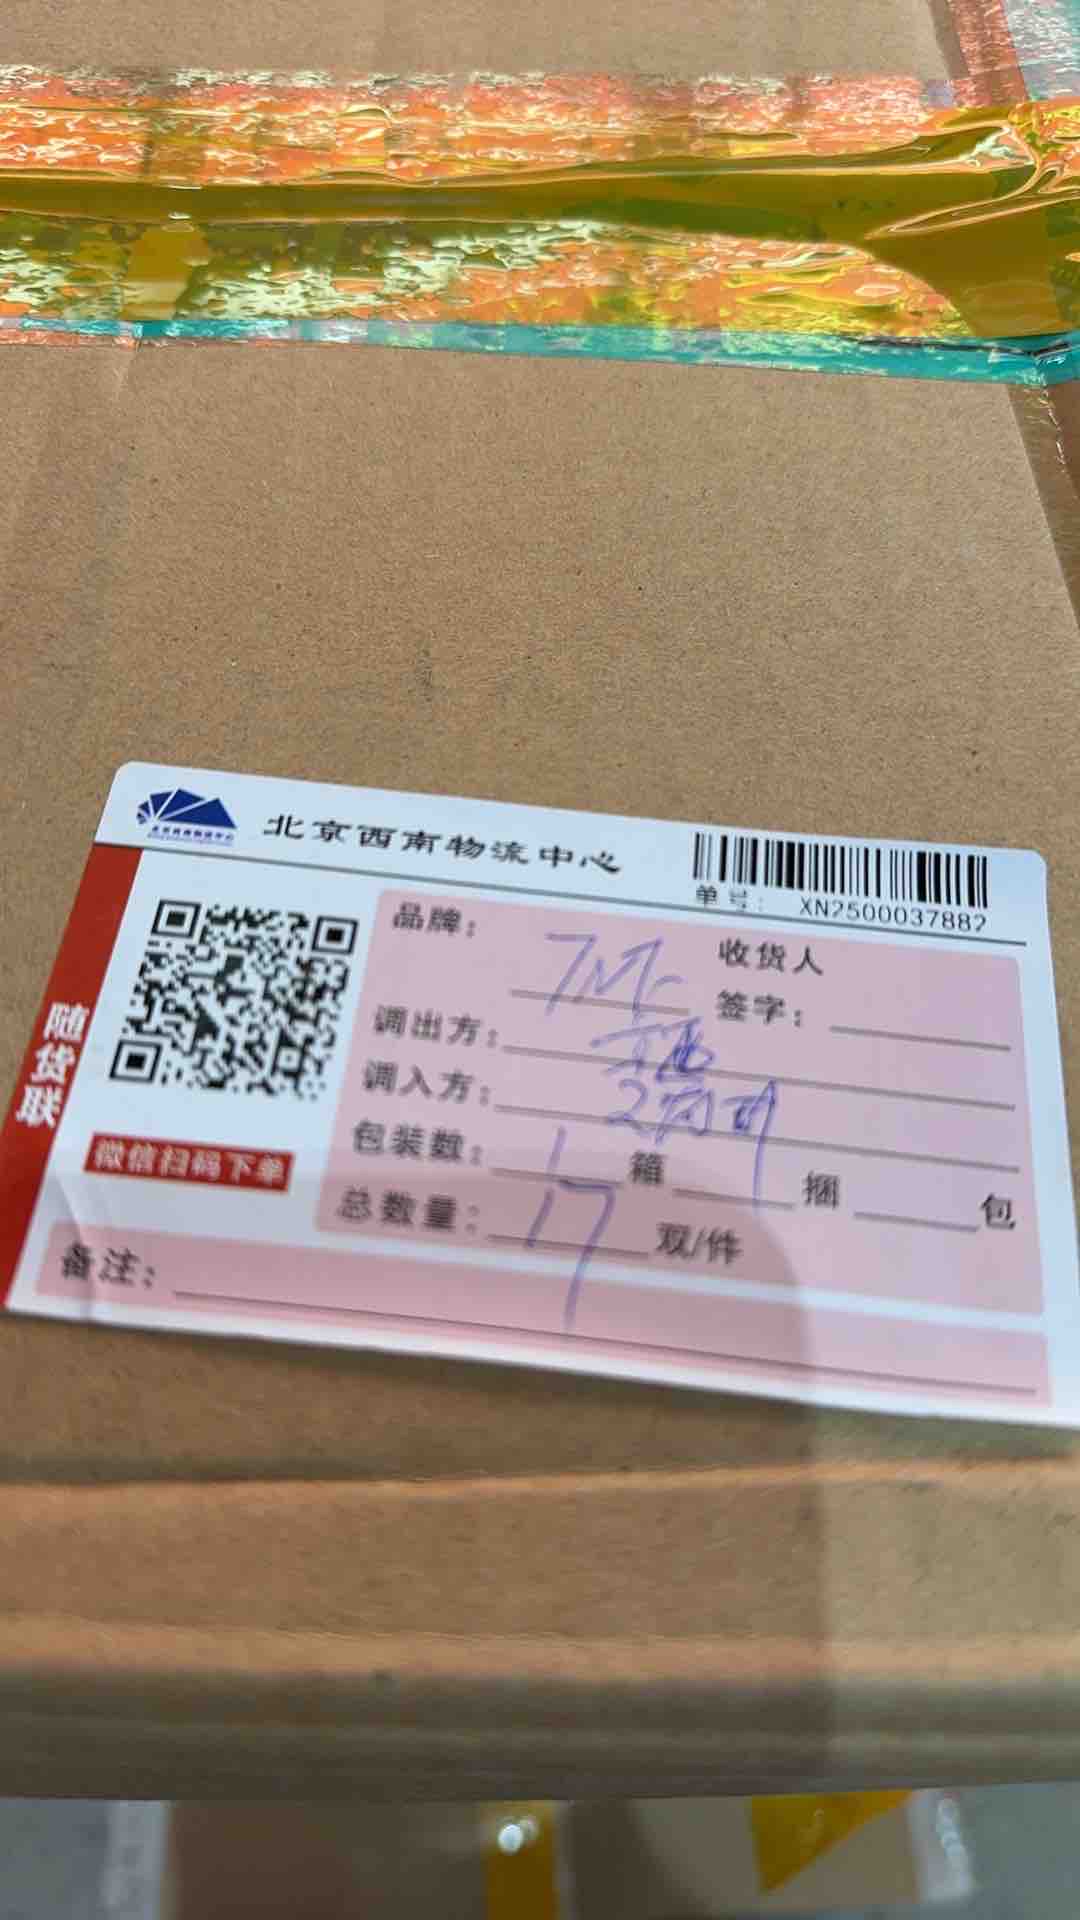 北京西南物流中心
单号: XN2500037882
品牌:
收货人
签字:
调出方:
调入方:
包装数: 1 箱 捆 包
总数量: 17 双/件
备注:
随货联
微信扫码下单